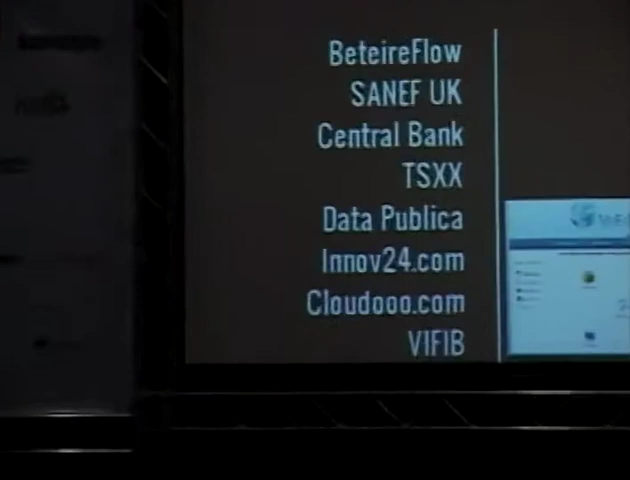 BeteireFlow
SANEF UK
Central Bank
TSXX
Data Publica
Innov24.com
Cloudooo.com
VIFIB